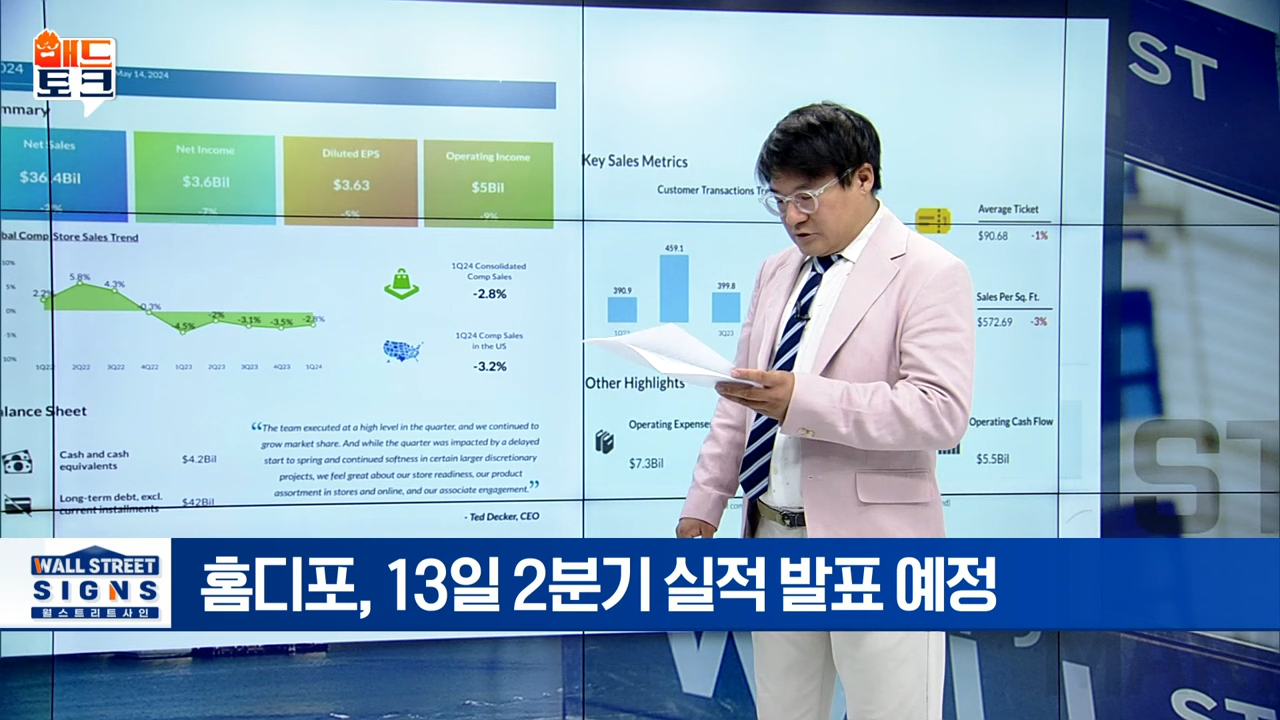 매드
토크
024
May 14, 2024
mmary
Net Sales
$36.4Bil
-2%
Net Income
$3.6Bil
-7%
Diluted EPS
$3.63
-5%
Operating Income
$5Bil
-9%
bal Comp Store Sales Trend
10%
5%
0%
5%
10%
2.2%
5.8%
4.3%
-0.3%
-4.5%
-2%
-3.1%
-3.5%
-2.8%
1Q22
2Q22
3Q22
4Q22
1Q23
2Q23
3Q23
4Q23
1Q24
1Q24 Consolidated
Comp Sales
-2.8%
1Q24 Comp Sales
in the US
-3.2%
alance Sheet
Cash and cash
equivalents
$4.2Bil
Long-term debt, excl.
current installments
$42Bil
“The team executed at a high level in the quarter, and we continued to
grow market share. And while the quarter was impacted by a delayed
start to spring and continued softness in certain larger discretionary
projects, we feel great about our store readiness, our product
assortment in stores and online, and our associate engagement.”
- Ted Decker, CEO
Key Sales Metrics
Customer Transactions Tr
390.9
459.1
399.8
3Q23
Average Ticket
$90.68 -1%
Sales Per Sq. Ft.
$572.69 -3%
Other Highlights
Operating Expenses
$7.3Bil
Operating Cash Flow
$5.5Bil
ST
ST
ST
W
WALL STREET
SIGNS
월스트리트사인
홈디포, 13일 2분기 실적 발표 예정